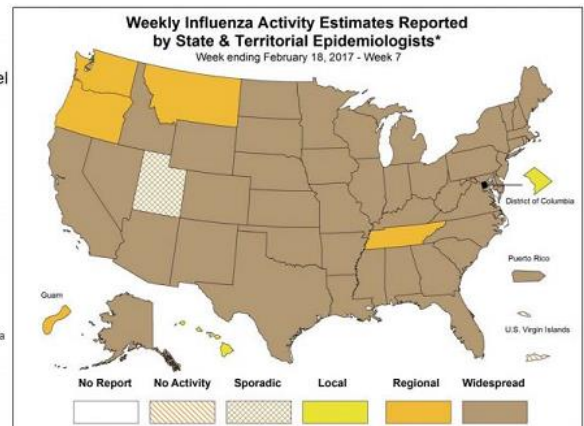 Weekly Influenza Activity Estimates Reported
by State & Territorial Epidemiologists*
Week ending February 18, 2017 - Week 7
el
District of Columbia
Puerto Rico
Guam
U.S. Virgin Islands
a
No Report No Activity Sporadic Local Regional Widespread